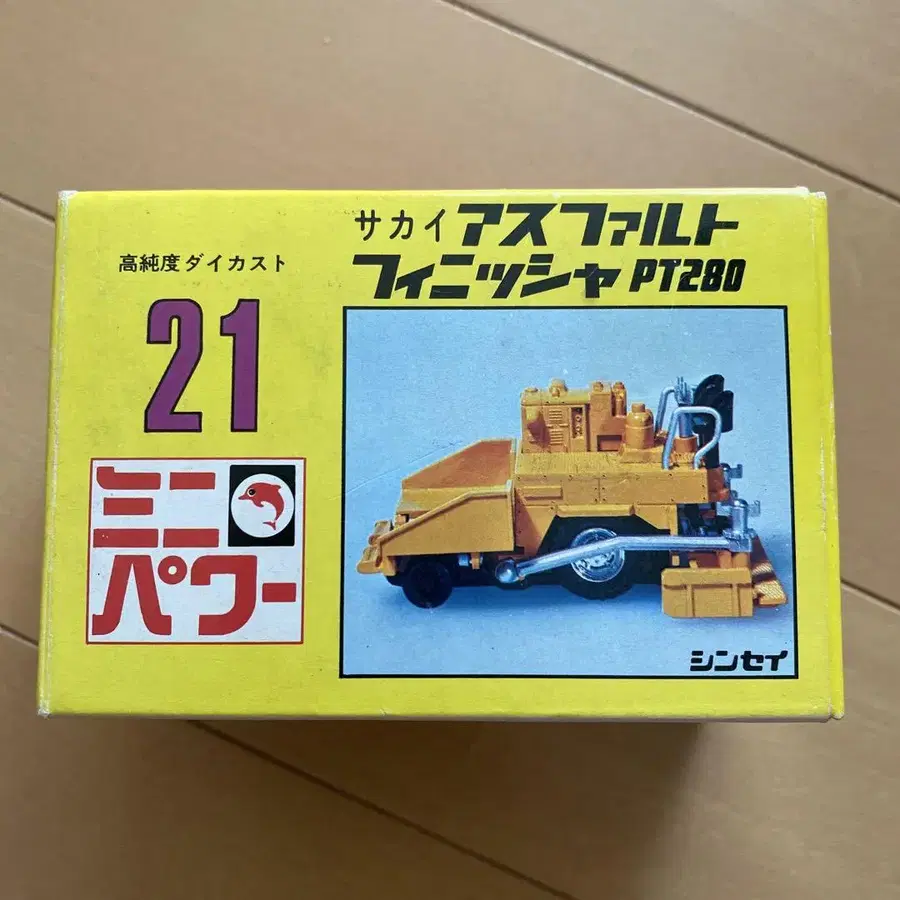 高純度ダイカスト
21
ミニ
パワー
サカイ アスファルト
フィニッシャ PT280
シンセイ